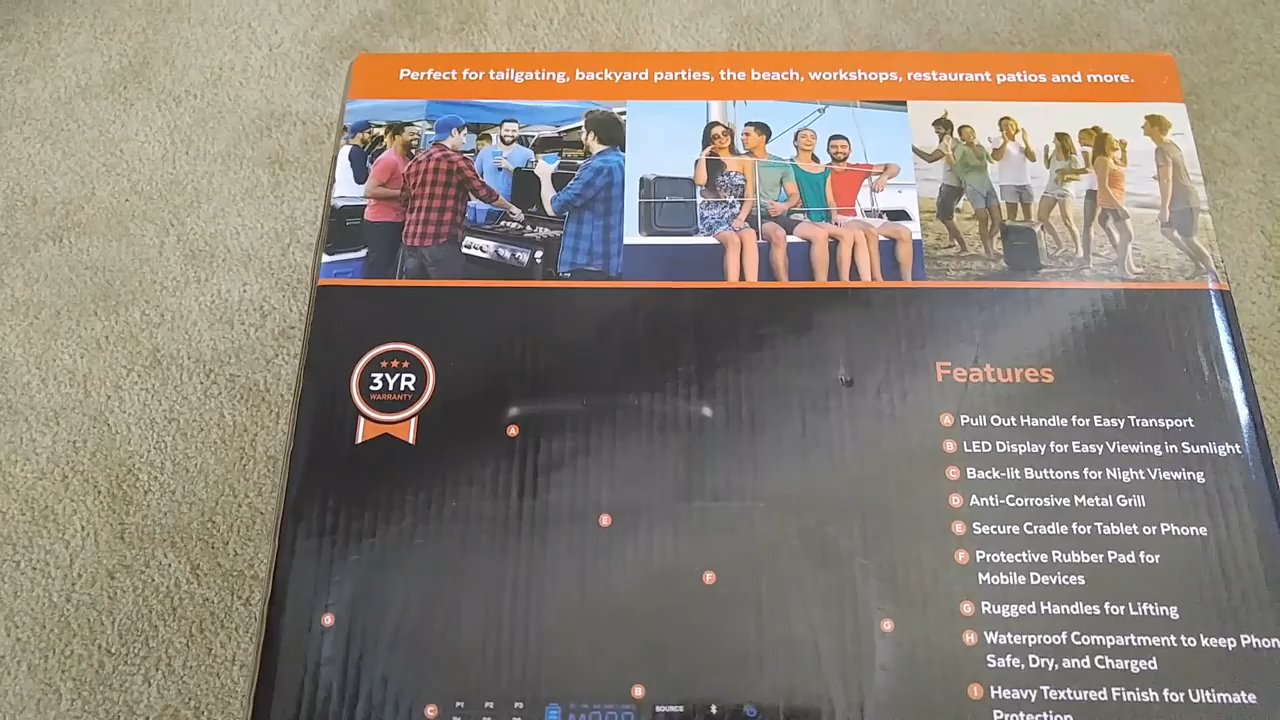 Perfect for tailgating, backyard parties, the beach, workshops, restaurant patios and more.
3YR
WARRANTY
Features
A Pull Out Handle for Easy Transport
B LED Display for Easy Viewing in Sunlight
C Back-lit Buttons for Night Viewing
D Anti-Corrosive Metal Grill
E Secure Cradle for Tablet or Phone
F Protective Rubber Pad for
Mobile Devices
G Rugged Handles for Lifting
H Waterproof Compartment to keep Phon
Safe, Dry, and Charged
I Heavy Textured Finish for Ultimate
Protection
A
E
F
G
G
B
C
P1 P2 P3
SOURCE